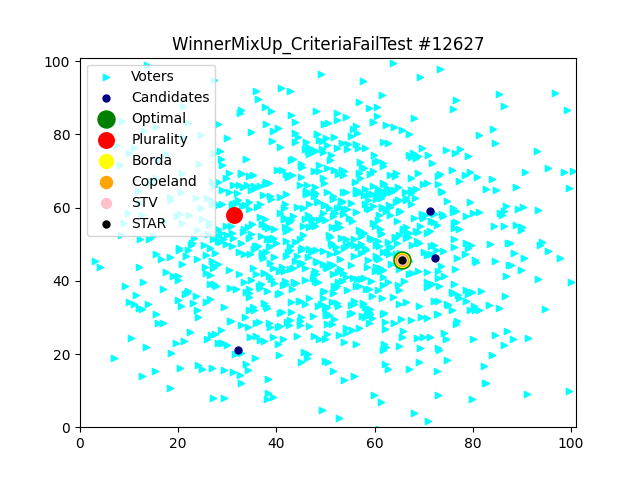 WinnerMixUp_CriteriaFailTest #12627
100
80
60
40
20
0
Voters
Candidates
Optimal
Plurality
Borda
Copeland
STV
STAR
0 20 40 60 80 100